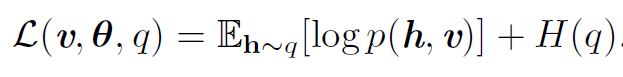 𝓛(𝒗, 𝜽, q) = 𝔼_{𝐡∼q}[log p(𝒉, 𝒗)] + H(q).